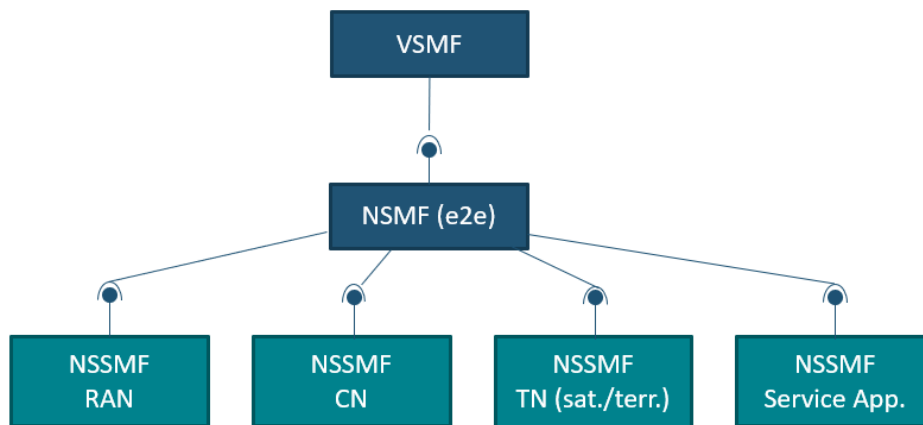 VSMF
NSMF (e2e)
NSSMF
RAN
NSSMF
CN
NSSMF
TN (sat./terr.)
NSSMF
Service App.